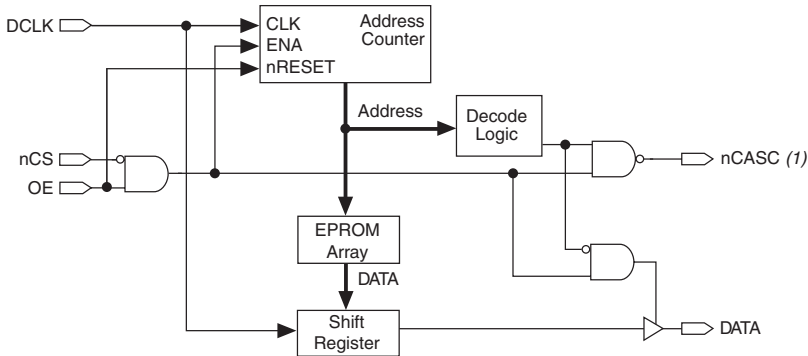 DCLK
CLK
ENA
nRESET
Address
Counter
Address
Decode
Logic
nCS
OE
nCASC (1)
EPROM
Array
DATA
Shift
Register
DATA